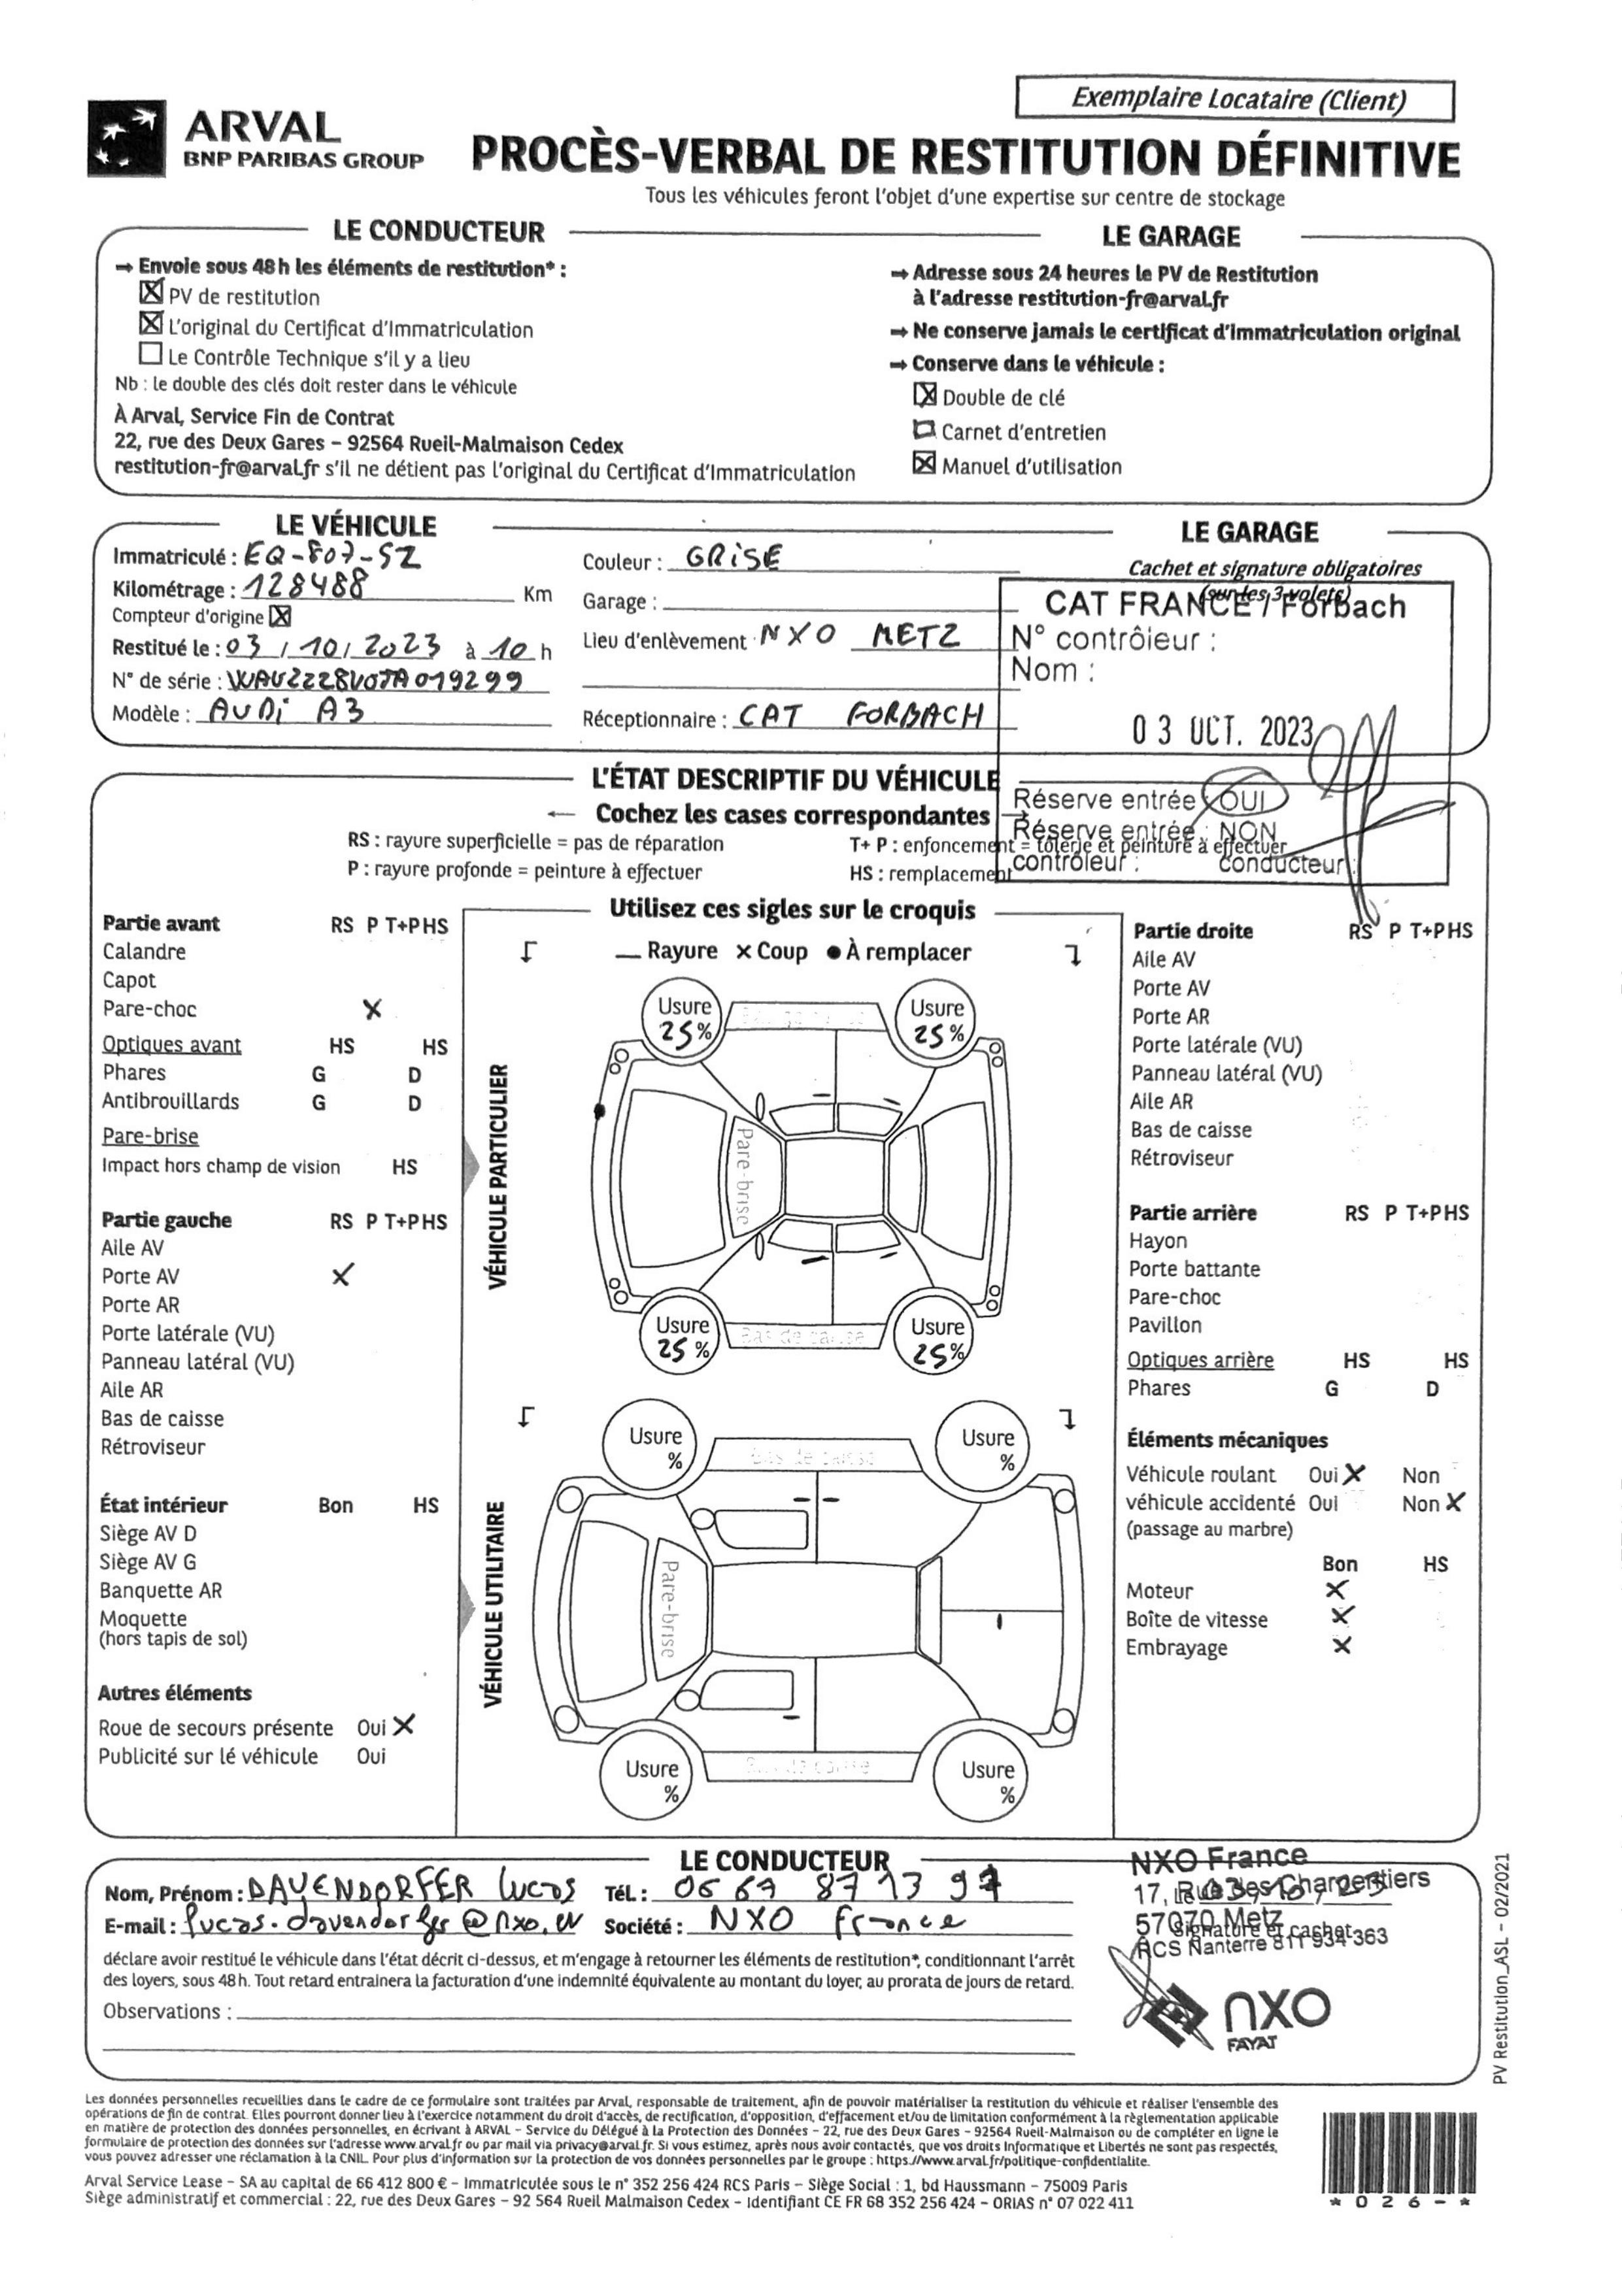 Exemplaire Locataire (Client)
ARVAL
BNP PARIBAS GROUP
PROCÈS-VERBAL DE RESTITUTION DÉFINITIVE
Tous les véhicules feront l'objet d'une expertise sur centre de stockage
LE CONDUCTEUR
→ Envoie sous 48 h les éléments de restitution* :
PV de restitution
L'original du Certificat d'Immatriculation
Le Contrôle Technique s'il y a lieu
Nb : le double des clés doit rester dans le véhicule
À Arval, Service Fin de Contrat
22, rue des Deux Gares – 92564 Rueil-Malmaison Cedex
restitution-fr@arval.fr s'il ne détient pas l'original du Certificat d'Immatriculation
LE GARAGE
→ Adresse sous 24 heures le PV de Restitution
à l'adresse restitution-fr@arval.fr
→ Ne conserve jamais le certificat d'immatriculation original
→ Conserve dans le véhicule :
Double de clé
Carnet d'entretien
Manuel d'utilisation
LE VÉHICULE
Immatriculé : EQ-807-SZ
Kilométrage : 128488 Km
Compteur d'origine
Restitué le : 03 / 10 / 2023 à 10 h
N° de série : WAUZZZ8V0JA019299
Modèle : AUDI A3
Couleur : GRISE
Garage :
Lieu d'enlèvement NXO METZ
Réceptionnaire : CAT FORBACH
LE GARAGE
Cachet et signature obligatoires
(sur les 3 volets)
CAT FRANCE / Forbach
N° contrôleur :
Nom :
03 OCT. 2023
Réserve entrée : OUI
Réserve entrée : NON
contrôleur : conducteur :
L'ÉTAT DESCRIPTIF DU VÉHICULE
← Cochez les cases correspondantes →
RS : rayure superficielle = pas de réparation
P : rayure profonde = peinture à effectuer
T+ P : enfoncement = tôlerie et peinture à effectuer
HS : remplacement
Utilisez ces sigles sur le croquis
— Rayure × Coup ● À remplacer
Partie avant RS P T+P HS
Calandre
Capot
Pare-choc X
Optiques avant HS HS
Phares G D
Antibrouillards G D
Pare-brise
Impact hors champ de vision HS
Partie gauche RS P T+P HS
Aile AV
Porte AV X
Porte AR
Porte latérale (VU)
Panneau latéral (VU)
Aile AR
Bas de caisse
Rétroviseur
État intérieur Bon HS
Siège AV D
Siège AV G
Banquette AR
Moquette
(hors tapis de sol)
Autres éléments
Roue de secours présente Oui X
Publicité sur lé véhicule Oui
VÉHICULE PARTICULIER
Usure 25%
Usure 25%
Pare-brise
Usure 25 %
Bas de caisse
Usure 25%
VÉHICULE UTILITAIRE
Usure %
Bas de caisse
Usure %
Pare-brise
Usure %
Bas de caisse
Usure %
Partie droite RS P T+P HS
Aile AV
Porte AV
Porte AR
Porte latérale (VU)
Panneau latéral (VU)
Aile AR
Bas de caisse
Rétroviseur
Partie arrière RS P T+P HS
Hayon
Porte battante
Pare-choc
Pavillon
Optiques arrière HS HS
Phares G D
Éléments mécaniques
Véhicule roulant Oui X Non
véhicule accidenté Oui Non X
(passage au marbre)
Bon HS
Moteur X
Boîte de vitesse X
Embrayage X
LE CONDUCTEUR
Nom, Prénom : DAVENDORFER Lucas Tél. : 06 67 87 13 97
E-mail : lucas.davendorfer@nxo.eu Société : NXO France
déclare avoir restitué le véhicule dans l'état décrit ci-dessus, et m'engage à retourner les éléments de restitution*, conditionnant l'arrêt
des loyers, sous 48 h. Tout retard entrainera la facturation d'une indemnité équivalente au montant du loyer, au prorata de jours de retard.
Observations :
NXO France
17, Rue des Charpentiers
Le 03, 10, 23
57070 Metz
Signature et cachet
RCS Nanterre 811 934 363
nxo
FAYAT
PV Restitution_ASL – 02/2021
Les données personnelles recueillies dans le cadre de ce formulaire sont traitées par Arval, responsable de traitement, afin de pouvoir matérialiser la restitution du véhicule et réaliser l'ensemble des
opérations de fin de contrat. Elles pourront donner lieu à l'exercice notamment du droit d'accès, de rectification, d'opposition, d'effacement et/ou de limitation conformément à la règlementation applicable
en matière de protection des données personnelles, en écrivant à ARVAL – Service du Délégué à la Protection des Données – 22, rue des Deux Gares – 92564 Rueil-Malmaison ou de compléter en ligne le
formulaire de protection des données sur l'adresse www.arval.fr ou par mail via privacy@arval.fr. Si vous estimez, après nous avoir contactés, que vos droits Informatique et Libertés ne sont pas respectés,
vous pouvez adresser une réclamation à la CNIL. Pour plus d'information sur la protection de vos données personnelles par le groupe : https://www.arval.fr/politique-confidentialite.
Arval Service Lease – SA au capital de 66 412 800 € – Immatriculée sous le n° 352 256 424 RCS Paris – Siège Social : 1, bd Haussmann – 75009 Paris
Siège administratif et commercial : 22, rue des Deux Gares – 92 564 Rueil Malmaison Cedex – Identifiant CE FR 68 352 256 424 – ORIAS n° 07 022 411
*026-*